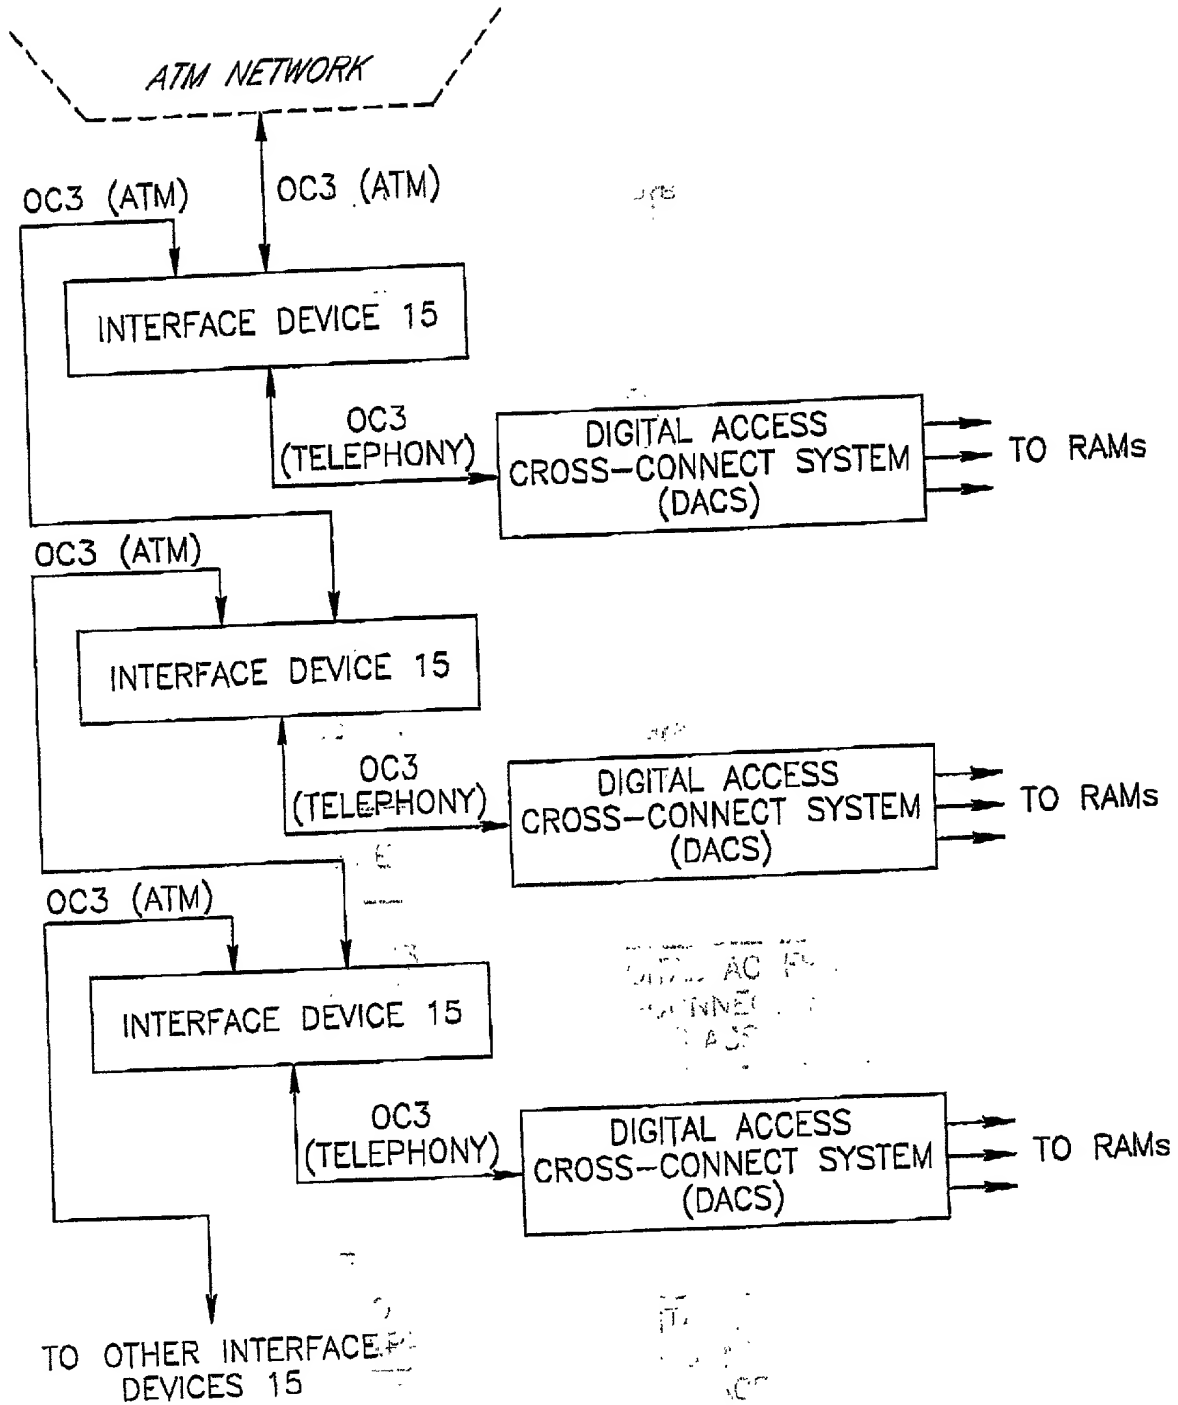 ATM NETWORK
OC3 (ATM)
OC3 (ATM)
INTERFACE DEVICE 15
OC3
(TELEPHONY)
DIGITAL ACCESS
CROSS-CONNECT SYSTEM
(DACS)
TO RAMs
OC3 (ATM)
INTERFACE DEVICE 15
OC3
(TELEPHONY)
DIGITAL ACCESS
CROSS-CONNECT SYSTEM
(DACS)
TO RAMs
OC3 (ATM)
INTERFACE DEVICE 15
OC3
(TELEPHONY)
DIGITAL ACCESS
CROSS-CONNECT SYSTEM
(DACS)
TO RAMs
TO OTHER INTERFACE
DEVICES 15